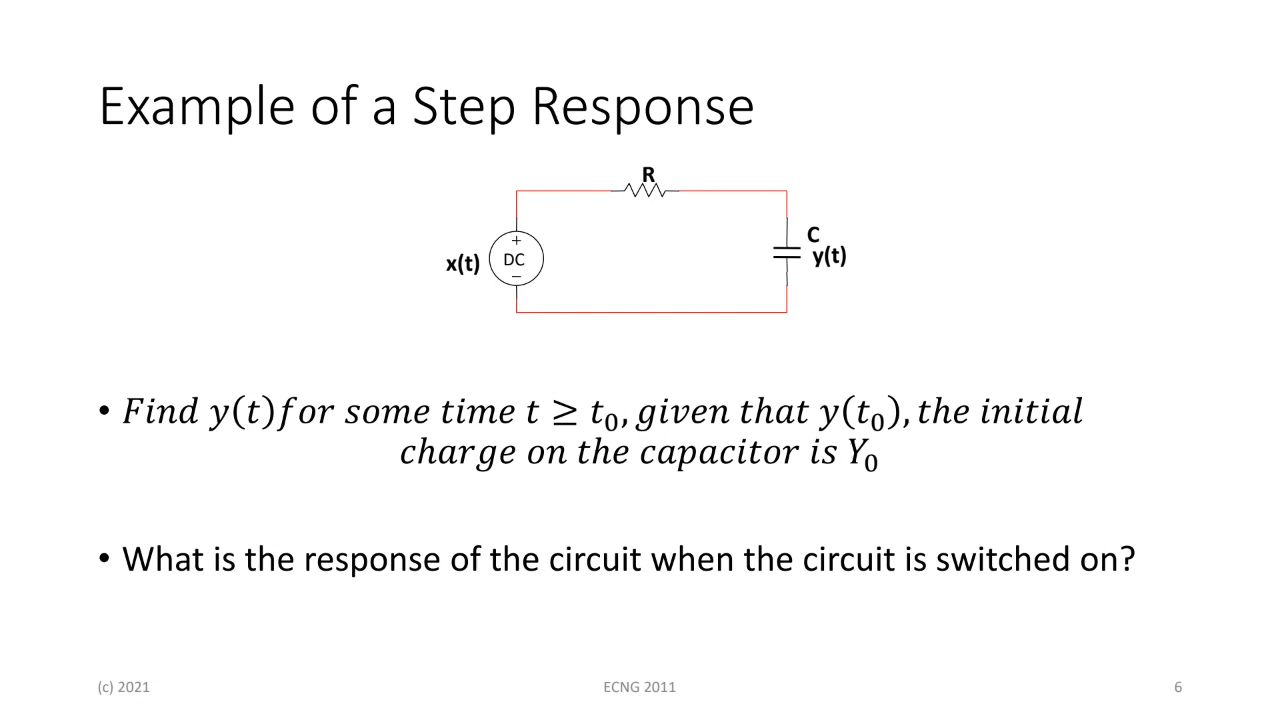 Example of a Step Response
R
+
DC
−
x(t)
C
y(t)
• Find y(t)for some time t ≥ t₀, given that y(t₀), the initial
charge on the capacitor is Y₀
• What is the response of the circuit when the circuit is switched on?
(c) 2021
ECNG 2011
6